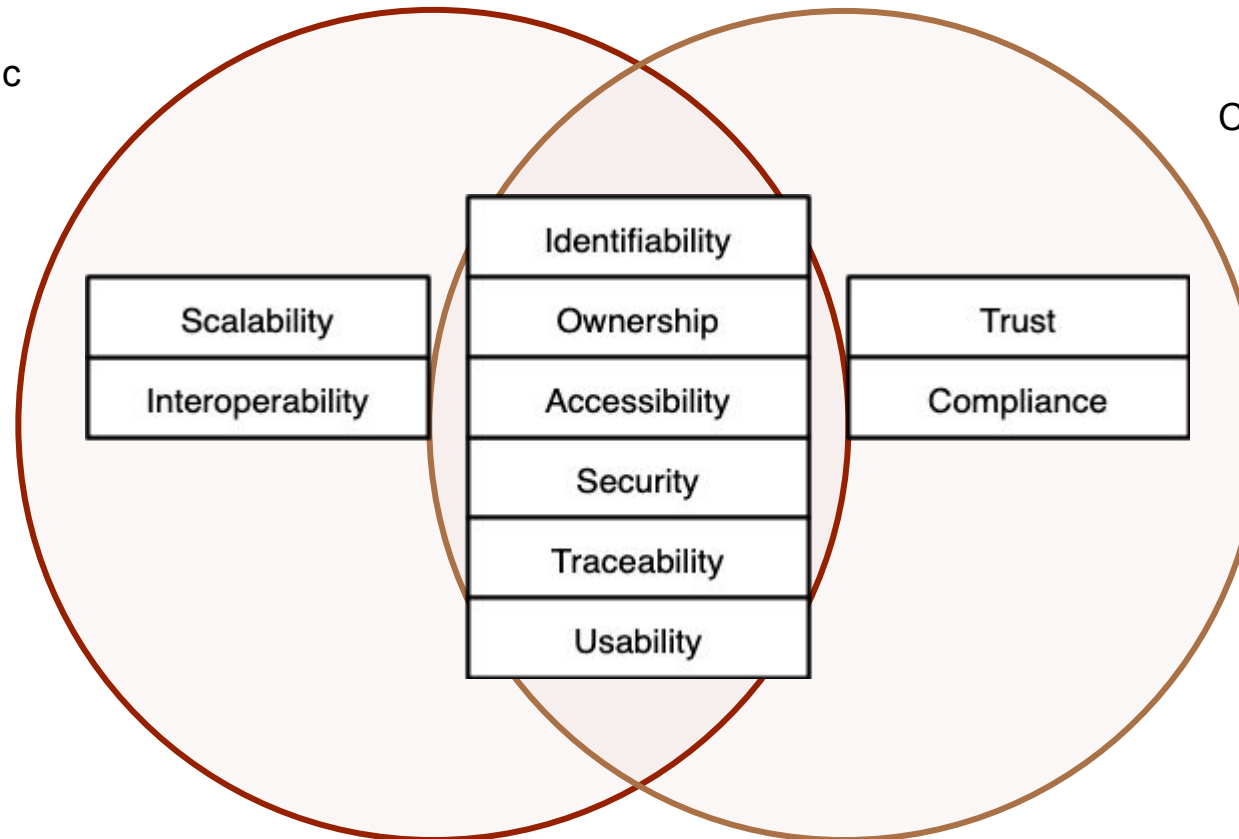 c
C
Identifiability
Scalability
Ownership
Trust
Interoperability
Accessibility
Compliance
Security
Traceability
Usability